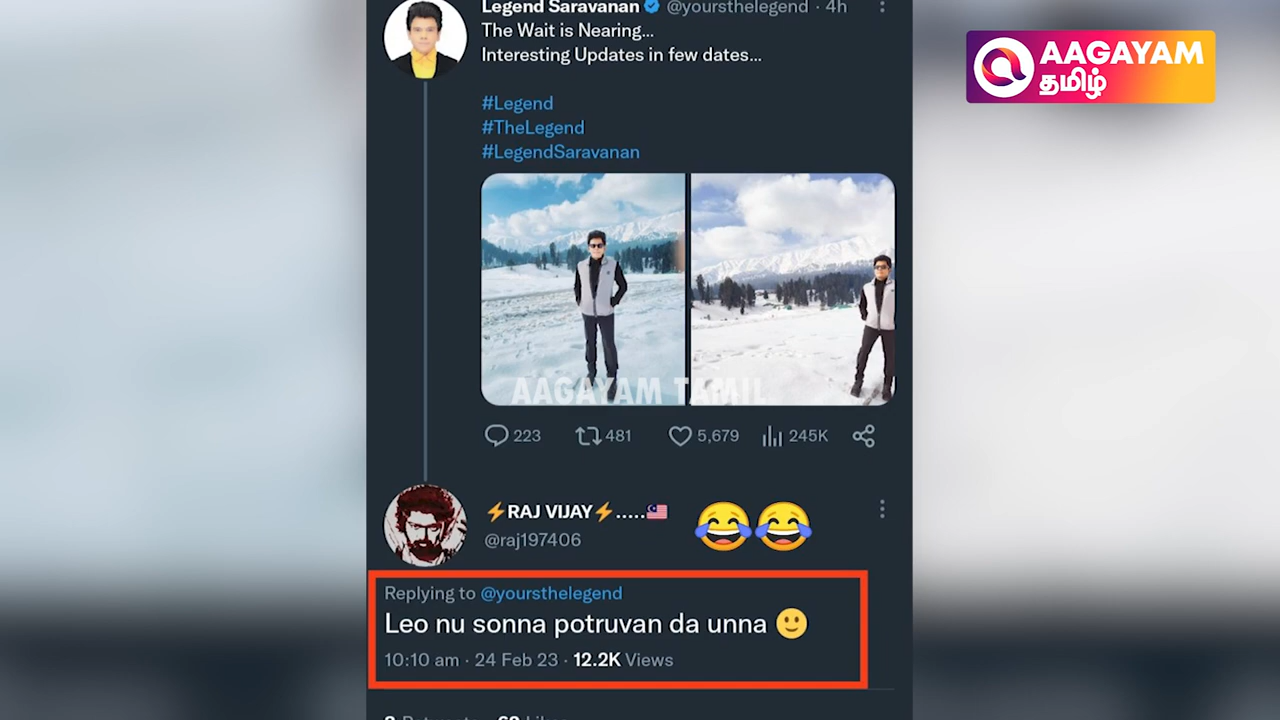 Legend Saravanan @yoursthelegend · 4h
The Wait is Nearing...
Interesting Updates in few dates...
#Legend
#TheLegend
#LegendSaravanan
AAGAYAM
தமிழ்
AAGAYAM TAMIL
223 481 5,679 245K
⚡RAJ VIJAY⚡.....🇲🇾 😂😂
@raj197406
Replying to @yoursthelegend
Leo nu sonna potruvan da unna 🙂
10:10 am · 24 Feb 23 · 12.2K Views